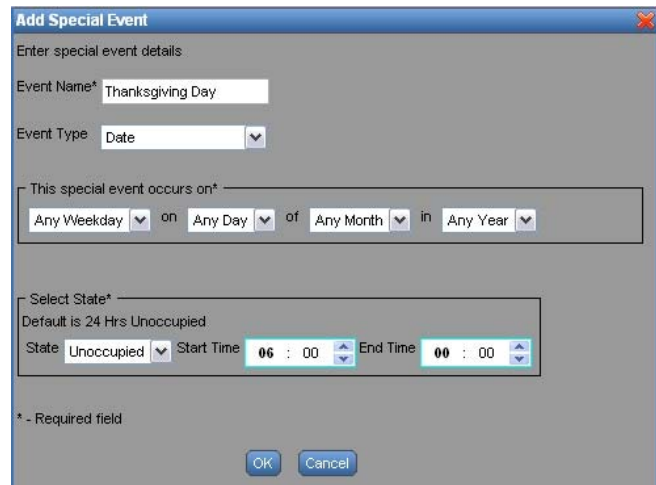 Add Special Event
Enter special event details
Event Name* Thanksgiving Day
Event Type Date
This special event occurs on*
Any Weekday on Any Day of Any Month in Any Year
Select State*
Default is 24 Hrs Unoccupied
State Unoccupied Start Time 06 : 00 End Time 00 : 00
* - Required field
OK Cancel